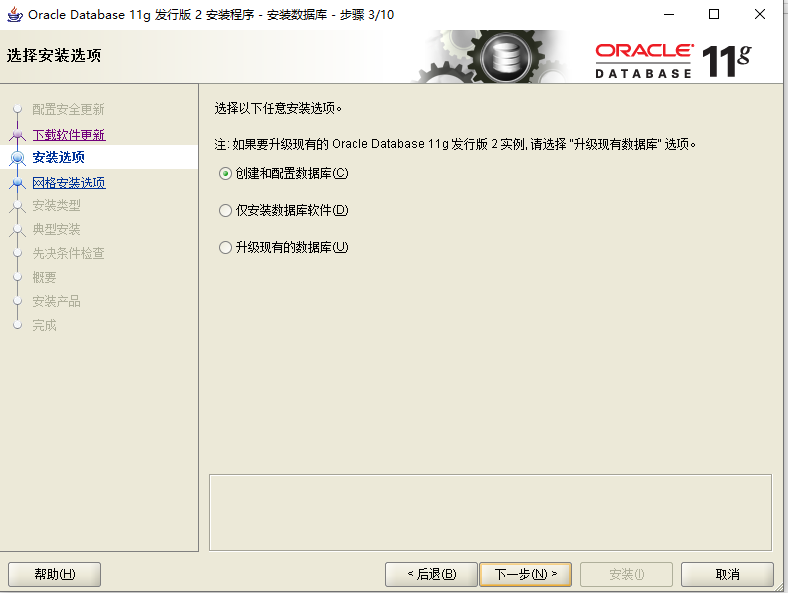 Oracle Database 11g 发行版 2 安装程序 - 安装数据库 - 步骤 3/10
选择安装选项
ORACLE
DATABASE 11g
配置安全更新
下载软件更新
安装选项
网格安装选项
安装类型
典型安装
先决条件检查
概要
安装产品
完成
选择以下任意安装选项。
注: 如果要升级现有的 Oracle Database 11g 发行版 2 实例, 请选择 "升级现有数据库" 选项。
创建和配置数据库(C)
仅安装数据库软件(D)
升级现有的数据库(U)
帮助(H)
< 后退(B)
下一步(N) >
安装(I)
取消